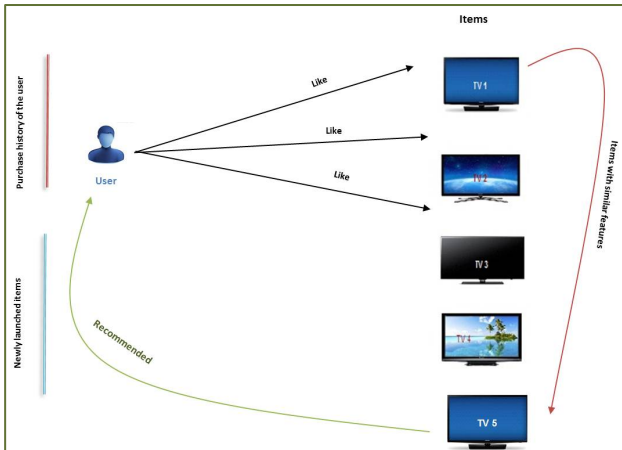 Items
Purchase history of the user
Like
TV 1
Like
User
Like
TV 2
Items with similar features
TV 3
Newly launched items
Recommended
TV 4
TV 5